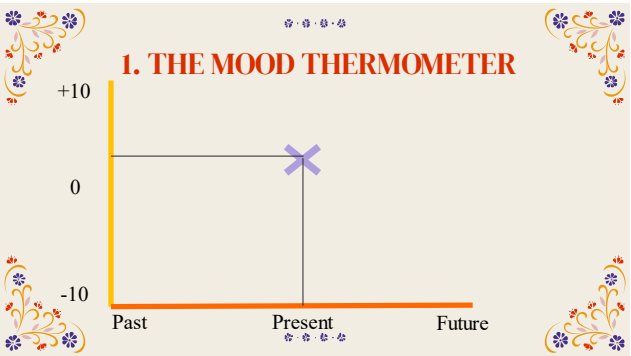 1. THE MOOD THERMOMETER
+10
0
-10
Past Present Future